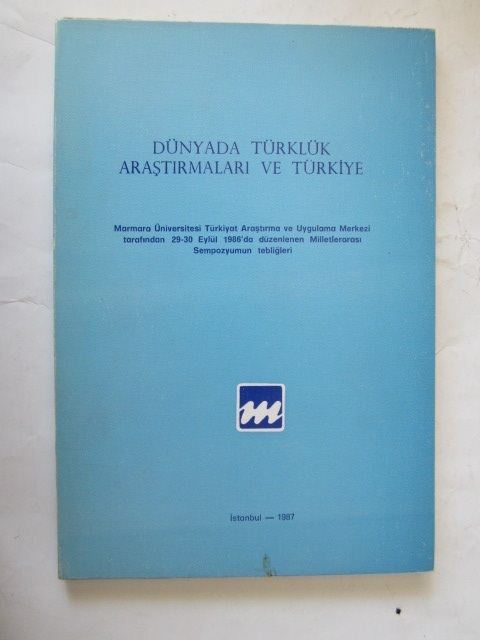 DÜNYADA TÜRKLÜK
ARAŞTIRMALARI VE TÜRKİYE
Marmara Üniversitesi Türkiyat Araştırma ve Uygulama Merkezi
tarafından 29-30 Eylül 1986'da düzenlenen Milletlerarası
Sempozyumun tebliğleri
m
İstanbul — 1987